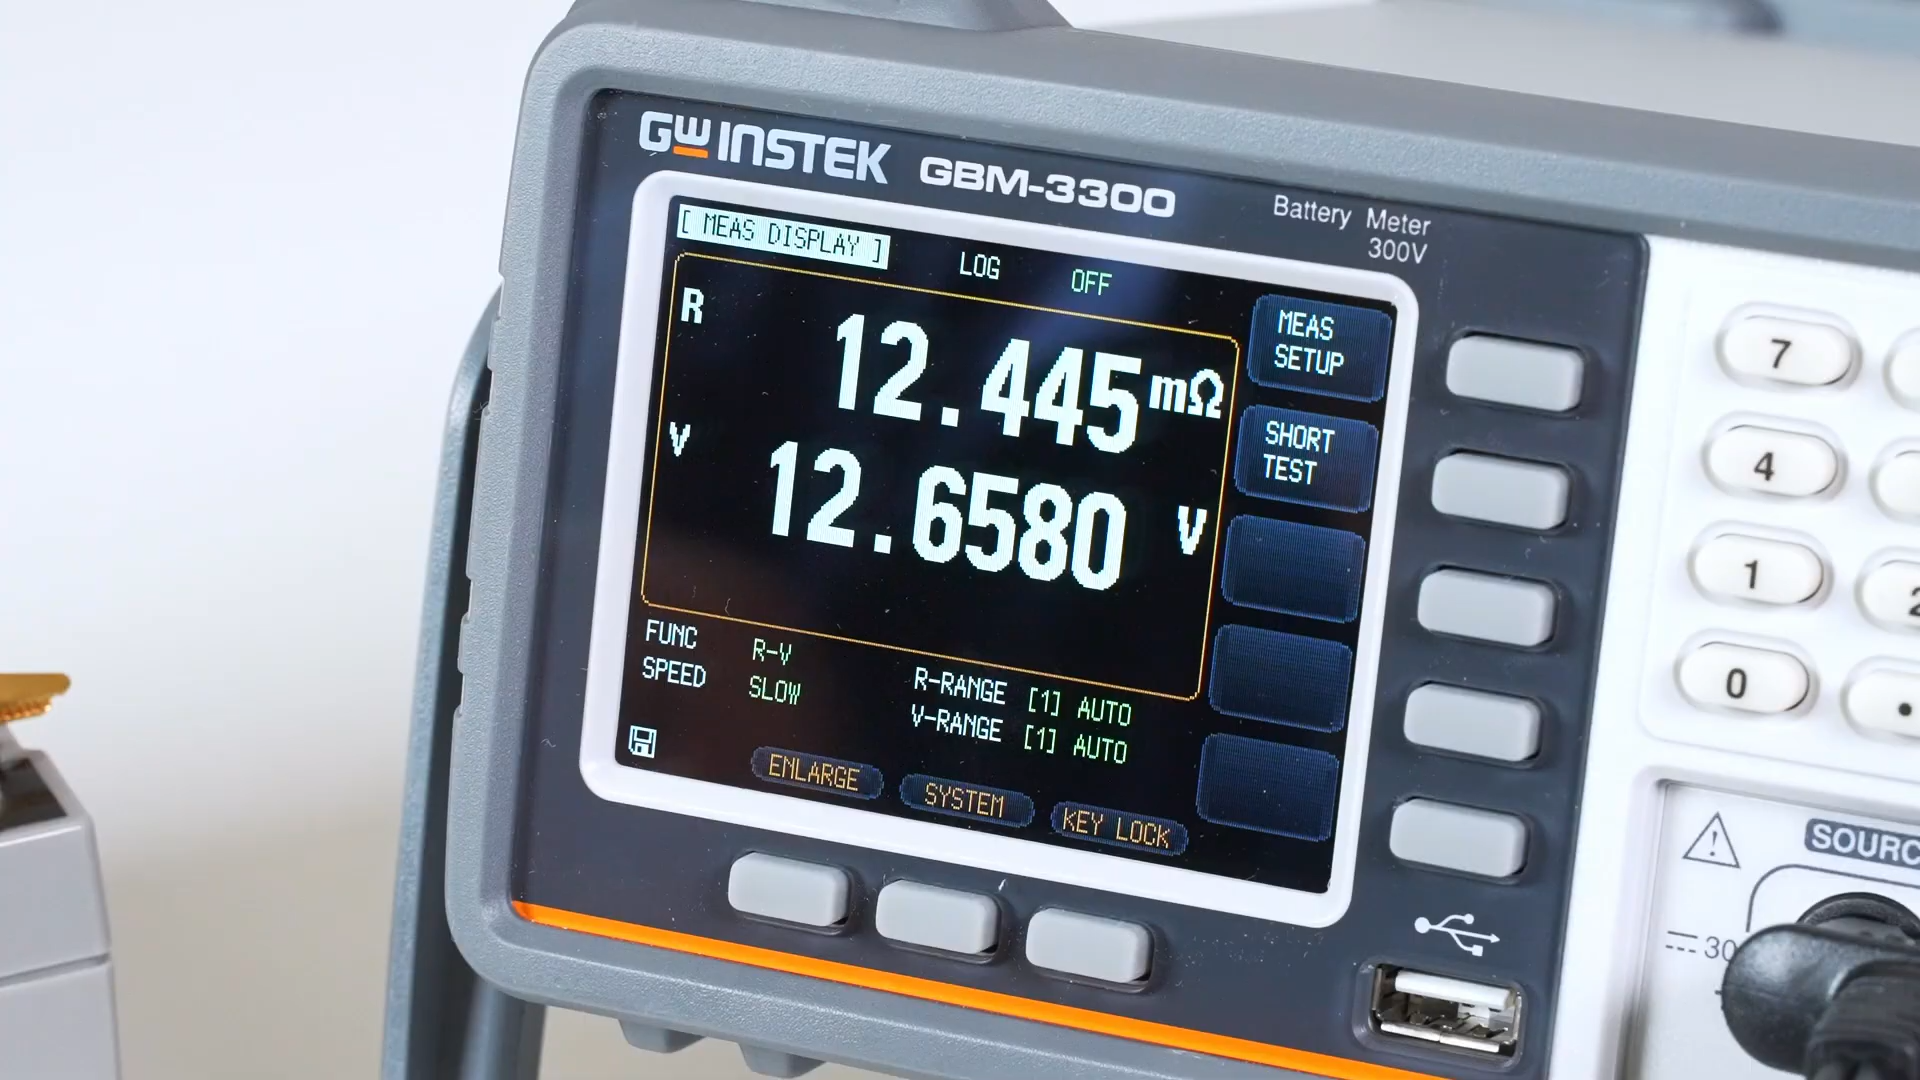 GW INSTEK GBM-3300
Battery Meter
300V
[ MEAS DISPLAY ] LOG OFF
R 12.445 mΩ
V 12.6580 V
MEAS
SETUP
SHORT
TEST
FUNC R-V
SPEED SLOW
R-RANGE [1] AUTO
V-RANGE [1] AUTO
ENLARGE SYSTEM KEY LOCK
7
4
1 2
0 .